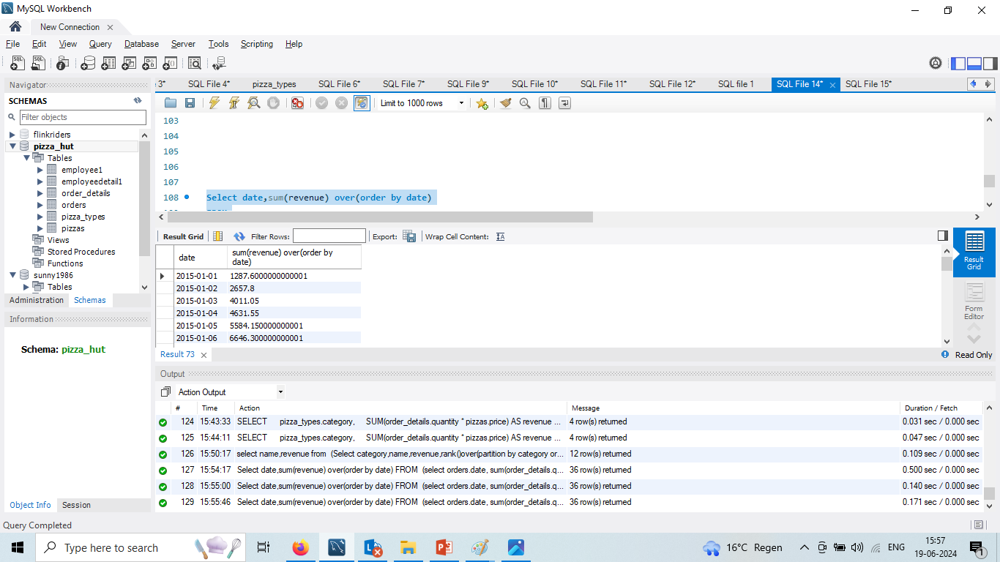 MySQL Workbench
New Connection
File Edit View Query Database Server Tools Scripting Help
Navigator
SCHEMAS
Filter objects
flinkriders
pizza_hut
Tables
employee1
employeedetail1
order_details
orders
pizza_types
pizzas
Views
Stored Procedures
Functions
sunny1986
Tables
Administration Schemas
Information
Schema: pizza_hut
Object Info Session
3* SQL File 4* pizza_types SQL File 6* SQL File 7* SQL File 9* SQL File 10* SQL File 11* SQL File 12* SQL file 1 SQL File 14* SQL File 15*
Limit to 1000 rows
103
104
105
106
107
108 Select date,sum(revenue) over(order by date)
Result Grid Filter Rows: Export: Wrap Cell Content:
date sum(revenue) over(order by
date)
2015-01-01 1287.6000000000001
2015-01-02 2657.8
2015-01-03 4011.05
2015-01-04 4631.55
2015-01-05 5584.150000000001
2015-01-06 6646.300000000001
Result
Grid
Form
Editor
Result 73 Read Only
Output
Action Output
# Time Action Message Duration / Fetch
124 15:43:33 SELECT pizza_types.category, SUM(order_details.quantity * pizzas.price) AS revenue ... 4 row(s) returned 0.031 sec / 0.000 sec
125 15:44:11 SELECT pizza_types.category, SUM(order_details.quantity * pizzas.price) AS revenue ... 4 row(s) returned 0.047 sec / 0.000 sec
126 15:50:17 select name,revenue from (Select category,name,revenue,rank()over(partition by category or... 12 row(s) returned 0.109 sec / 0.000 sec
127 15:54:17 Select date,sum(revenue) over(order by date) FROM (select orders.date, sum(order_details.q... 36 row(s) returned 0.500 sec / 0.000 sec
128 15:55:00 Select date,sum(revenue) over(order by date) FROM (select orders.date, sum(order_details.q... 36 row(s) returned 0.140 sec / 0.000 sec
129 15:55:46 Select date,sum(revenue) over(order by date) FROM (select orders.date, sum(order_details.q... 36 row(s) returned 0.171 sec / 0.000 sec
Query Completed
Type here to search
16°C Regen
ENG
15:57
19-06-2024
1